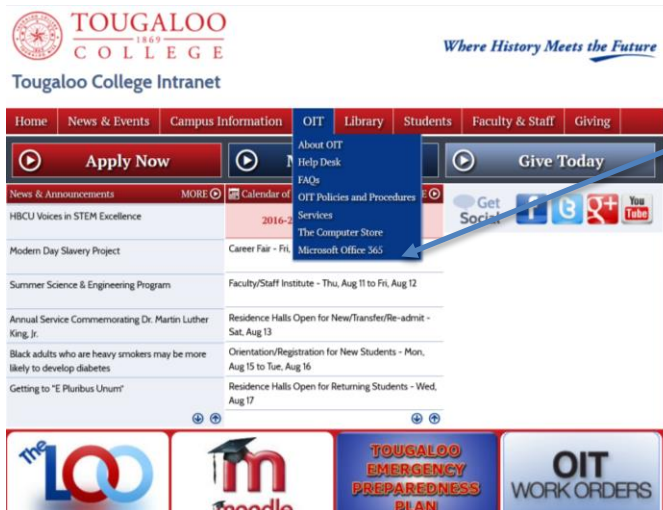 TOUGALOO
1869
COLLEGE
Where History Meets the Future
Tougaloo College Intranet
Home News & Events Campus Information OIT Library Students Faculty & Staff Giving
About OIT
Help Desk
FAQs
OIT Policies and Procedures
Services
The Computer Store
Microsoft Office 365
Apply Now
Give Today
News & Announcements MORE
HBCU Voices in STEM Excellence
Modern Day Slavery Project
Summer Science & Engineering Program
Annual Service Commemorating Dr. Martin Luther
King, Jr.
Black adults who are heavy smokers may be more
likely to develop diabetes
Getting to "E Pluribus Unum"
Calendar of
2016-2
Career Fair - Fri,
Faculty/Staff Institute - Thu, Aug 11 to Fri, Aug 12
Residence Halls Open for New/Transfer/Re-admit -
Sat, Aug 13
Orientation/Registration for New Students - Mon,
Aug 15 to Tue, Aug 16
Residence Halls Open for Returning Students - Wed,
Aug 17
Get
Social
f
g+
You
Tube
The
100
m
moodle
TOUGALOO
EMERGENCY
PREPAREDNESS
PLAN
OIT
WORK ORDERS